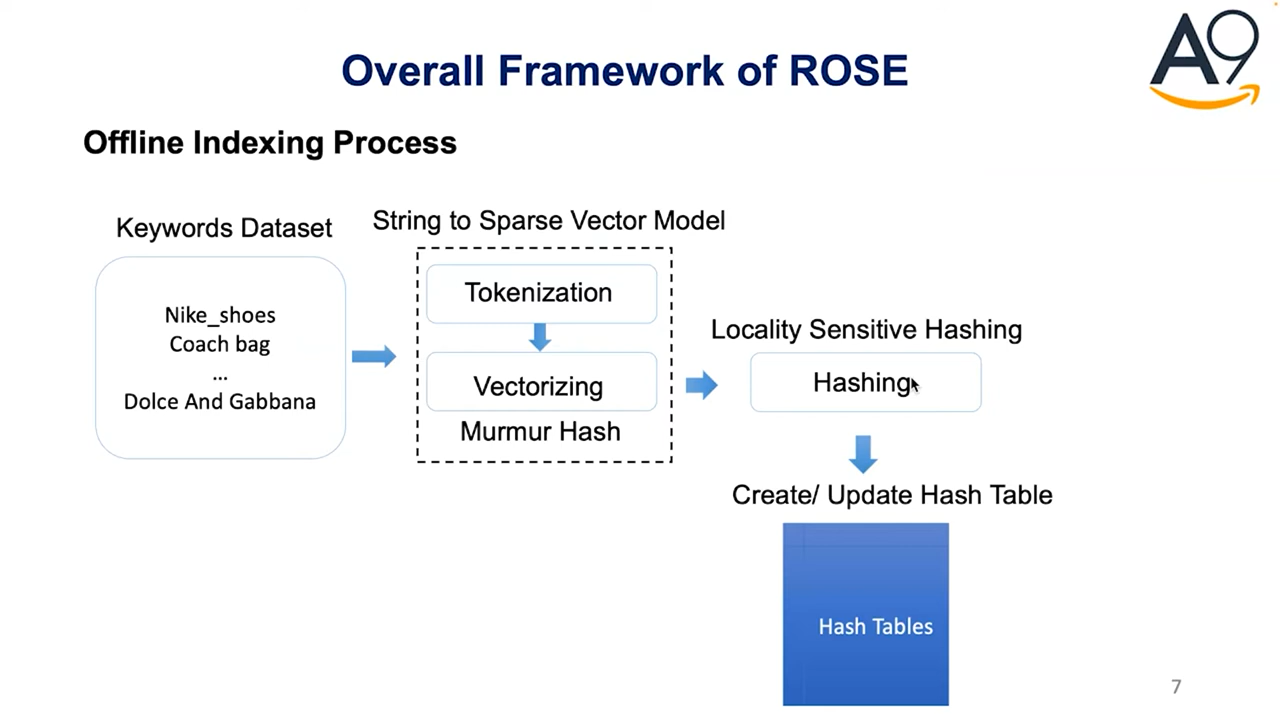 A9
Overall Framework of ROSE
Offline Indexing Process
Keywords Dataset
Nike_shoes
Coach bag
...
Dolce And Gabbana
String to Sparse Vector Model
Tokenization
Vectorizing
Murmur Hash
Locality Sensitive Hashing
Hashing
Create/ Update Hash Table
Hash Tables
7